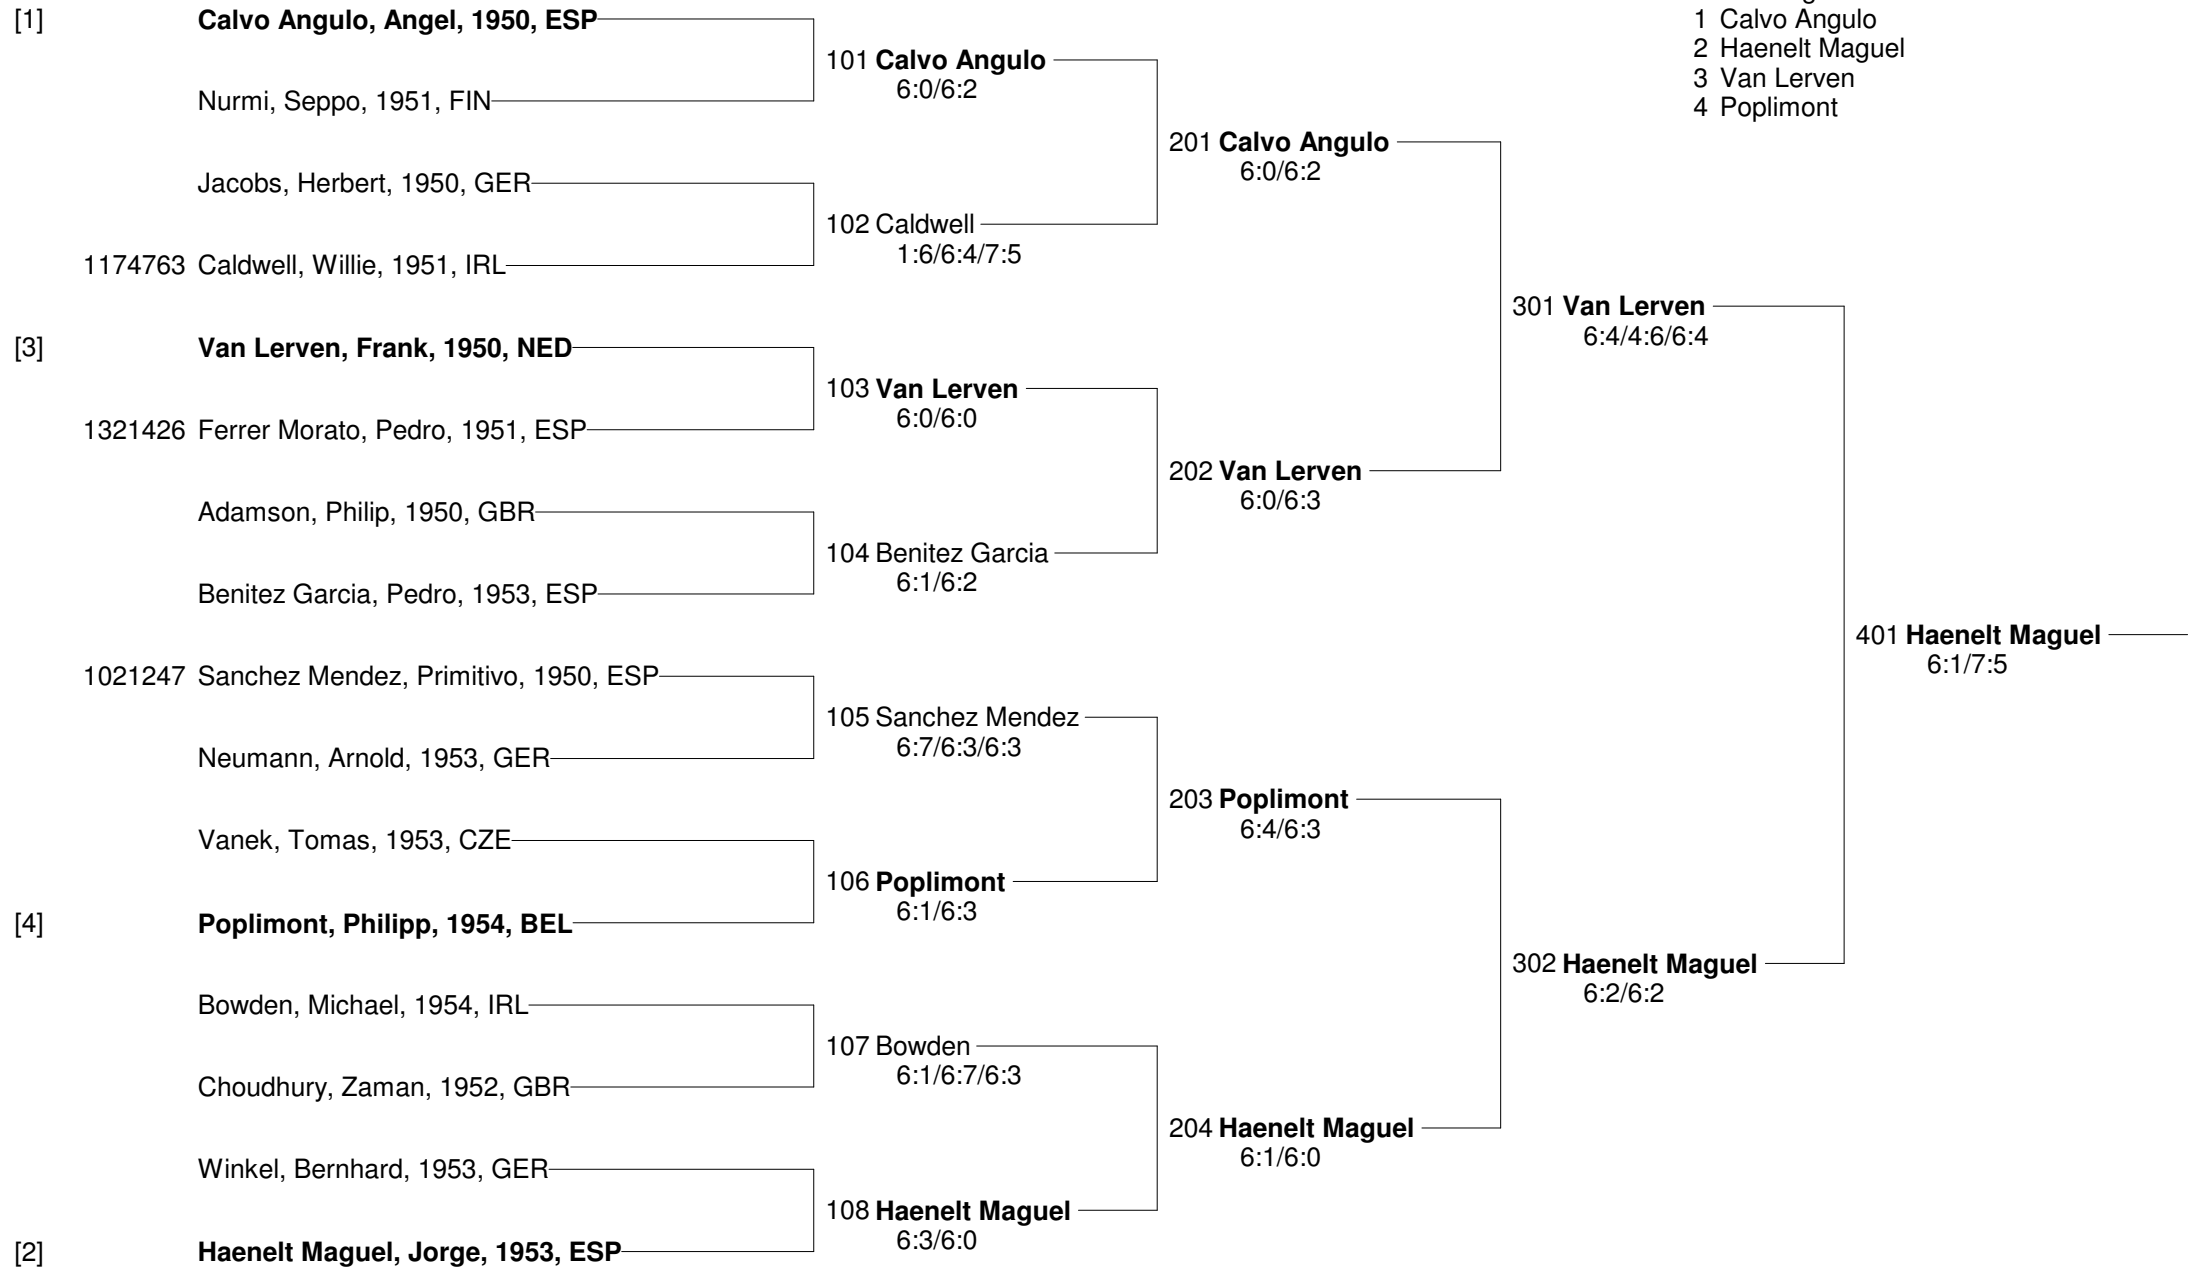 [1] Calvo Angulo, Angel, 1950, ESP
Nurmi, Seppo, 1951, FIN
Jacobs, Herbert, 1950, GER
1174763 Caldwell, Willie, 1951, IRL
[3] Van Lerven, Frank, 1950, NED
1321426 Ferrer Morato, Pedro, 1951, ESP
Adamson, Philip, 1950, GBR
Benitez Garcia, Pedro, 1953, ESP
1021247 Sanchez Mendez, Primitivo, 1950, ESP
Neumann, Arnold, 1953, GER
Vanek, Tomas, 1953, CZE
[4] Poplimont, Philipp, 1954, BEL
Bowden, Michael, 1954, IRL
Choudhury, Zaman, 1952, GBR
Winkel, Bernhard, 1953, GER
[2] Haenelt Maguel, Jorge, 1953, ESP
101 Calvo Angulo
6:0/6:2
102 Caldwell
1:6/6:4/7:5
103 Van Lerven
6:0/6:0
104 Benitez Garcia
6:1/6:2
105 Sanchez Mendez
6:7/6:3/6:3
106 Poplimont
6:1/6:3
107 Bowden
6:1/6:7/6:3
108 Haenelt Maguel
6:3/6:0
201 Calvo Angulo
6:0/6:2
202 Van Lerven
6:0/6:3
203 Poplimont
6:4/6:3
204 Haenelt Maguel
6:1/6:0
301 Van Lerven
6:4/4:6/6:4
302 Haenelt Maguel
6:2/6:2
401 Haenelt Maguel
6:1/7:5
1 Calvo Angulo
2 Haenelt Maguel
3 Van Lerven
4 Poplimont